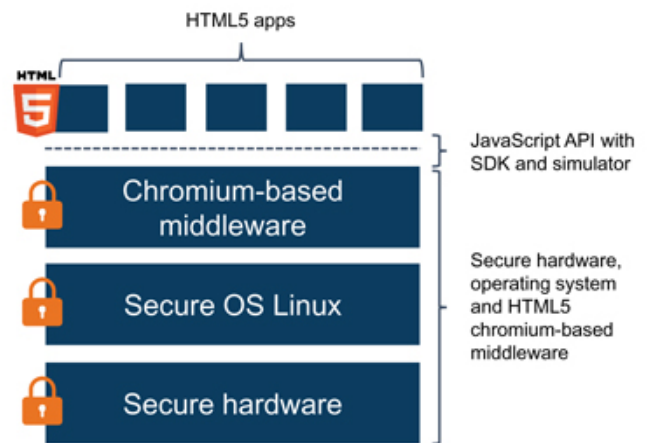 HTML5 apps
HTML
5
JavaScript API with
SDK and simulator
Chromium-based
middleware
Secure OS Linux
Secure hardware
Secure hardware,
operating system
and HTML5
chromium-based
middleware